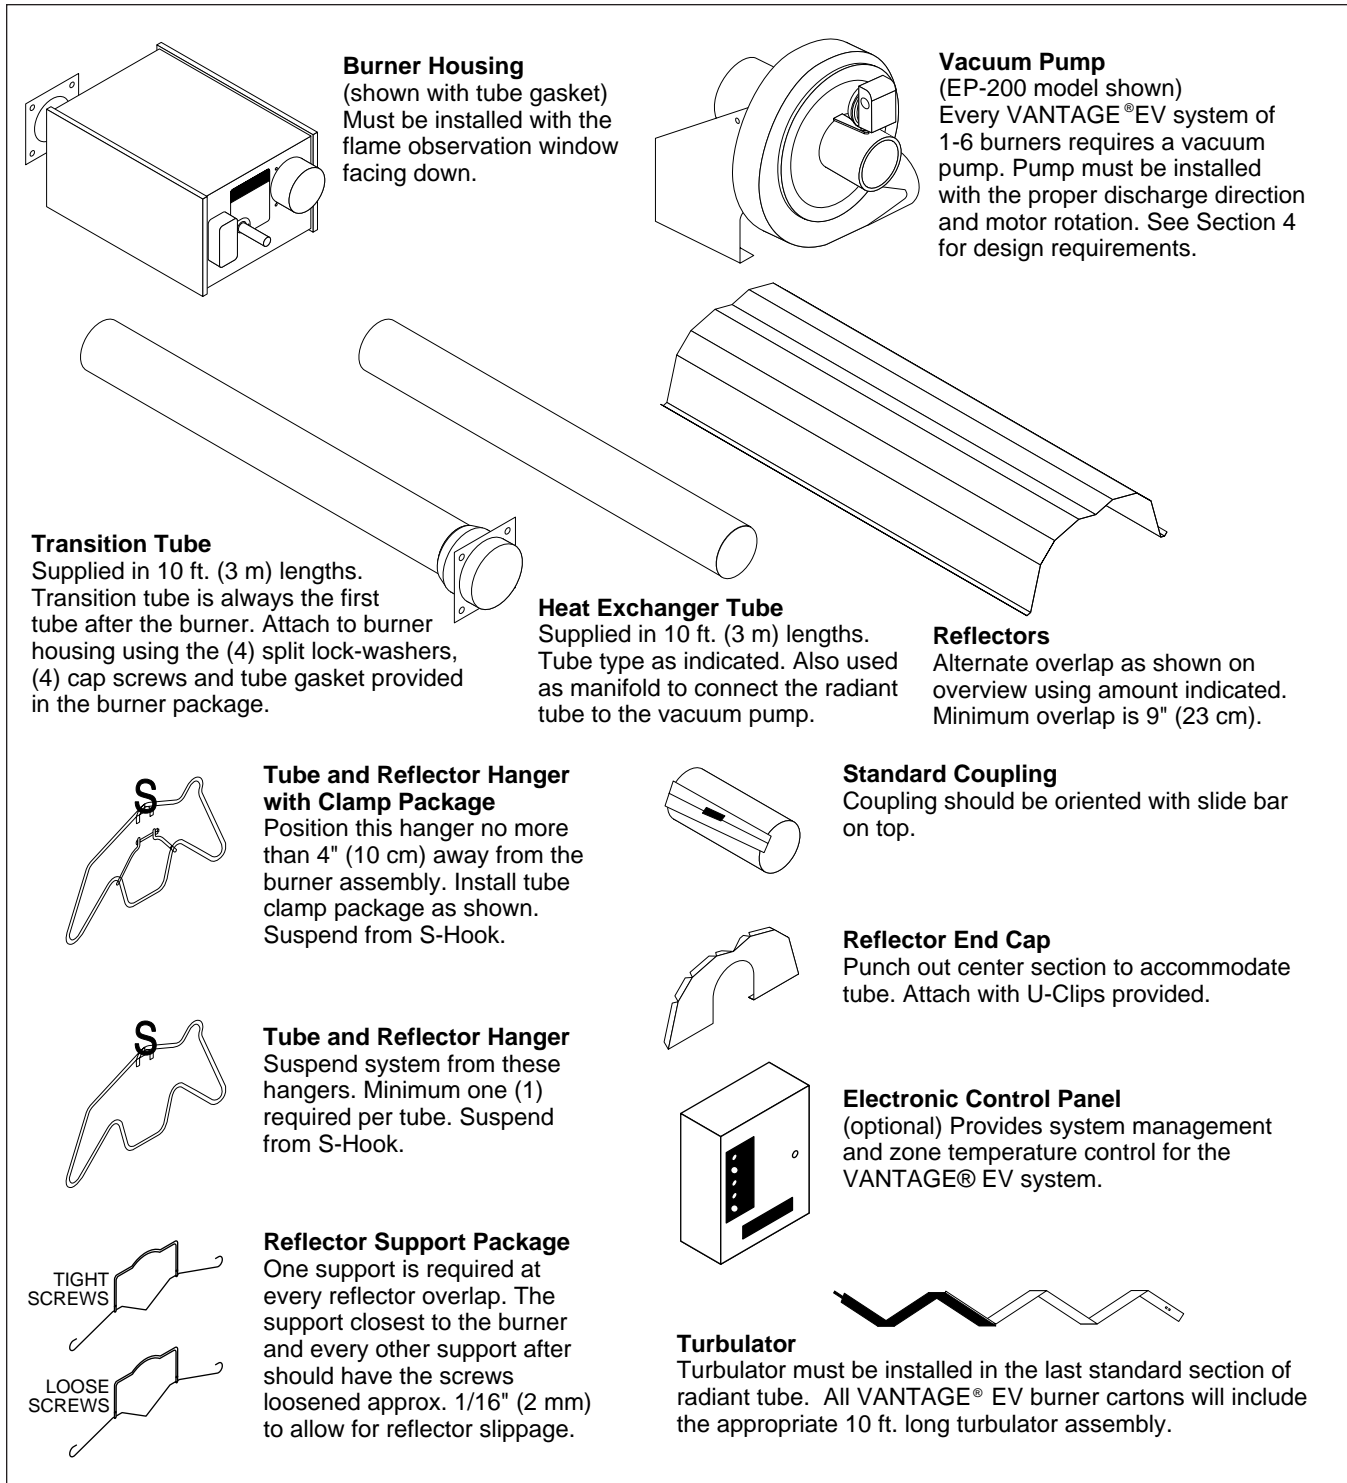 Burner Housing
(shown with tube gasket)
Must be installed with the
flame observation window
facing down.
Vacuum Pump
(EP-200 model shown)
Every VANTAGE®EV system of
1-6 burners requires a vacuum
pump. Pump must be installed
with the proper discharge direction
and motor rotation. See Section 4
for design requirements.
Transition Tube
Supplied in 10 ft. (3 m) lengths.
Transition tube is always the first
tube after the burner. Attach to burner
housing using the (4) split lock-washers,
(4) cap screws and tube gasket provided
in the burner package.
Heat Exchanger Tube
Supplied in 10 ft. (3 m) lengths.
Tube type as indicated. Also used
as manifold to connect the radiant
tube to the vacuum pump.
Reflectors
Alternate overlap as shown on
overview using amount indicated.
Minimum overlap is 9" (23 cm).
S
Tube and Reflector Hanger
with Clamp Package
Position this hanger no more
than 4" (10 cm) away from the
burner assembly. Install tube
clamp package as shown.
Suspend from S-Hook.
Standard Coupling
Coupling should be oriented with slide bar
on top.
Reflector End Cap
Punch out center section to accommodate
tube. Attach with U-Clips provided.
S
Tube and Reflector Hanger
Suspend system from these
hangers. Minimum one (1)
required per tube. Suspend
from S-Hook.
Electronic Control Panel
(optional) Provides system management
and zone temperature control for the
VANTAGE® EV system.
TIGHT
SCREWS
LOOSE
SCREWS
Reflector Support Package
One support is required at
every reflector overlap. The
support closest to the burner
and every other support after
should have the screws
loosened approx. 1/16" (2 mm)
to allow for reflector slippage.
Turbulator
Turbulator must be installed in the last standard section of
radiant tube. All VANTAGE® EV burner cartons will include
the appropriate 10 ft. long turbulator assembly.